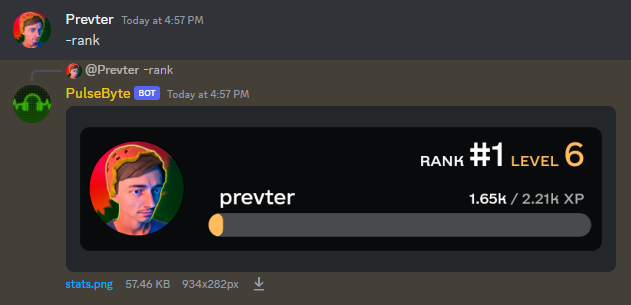 Prevter Today at 4:57 PM
-rank
@Prevter -rank
PulseByte BOT Today at 4:57 PM
RANK #1 LEVEL 6
prevter 1.65k / 2.21k XP
stats.png 57.46 KB 934x282px